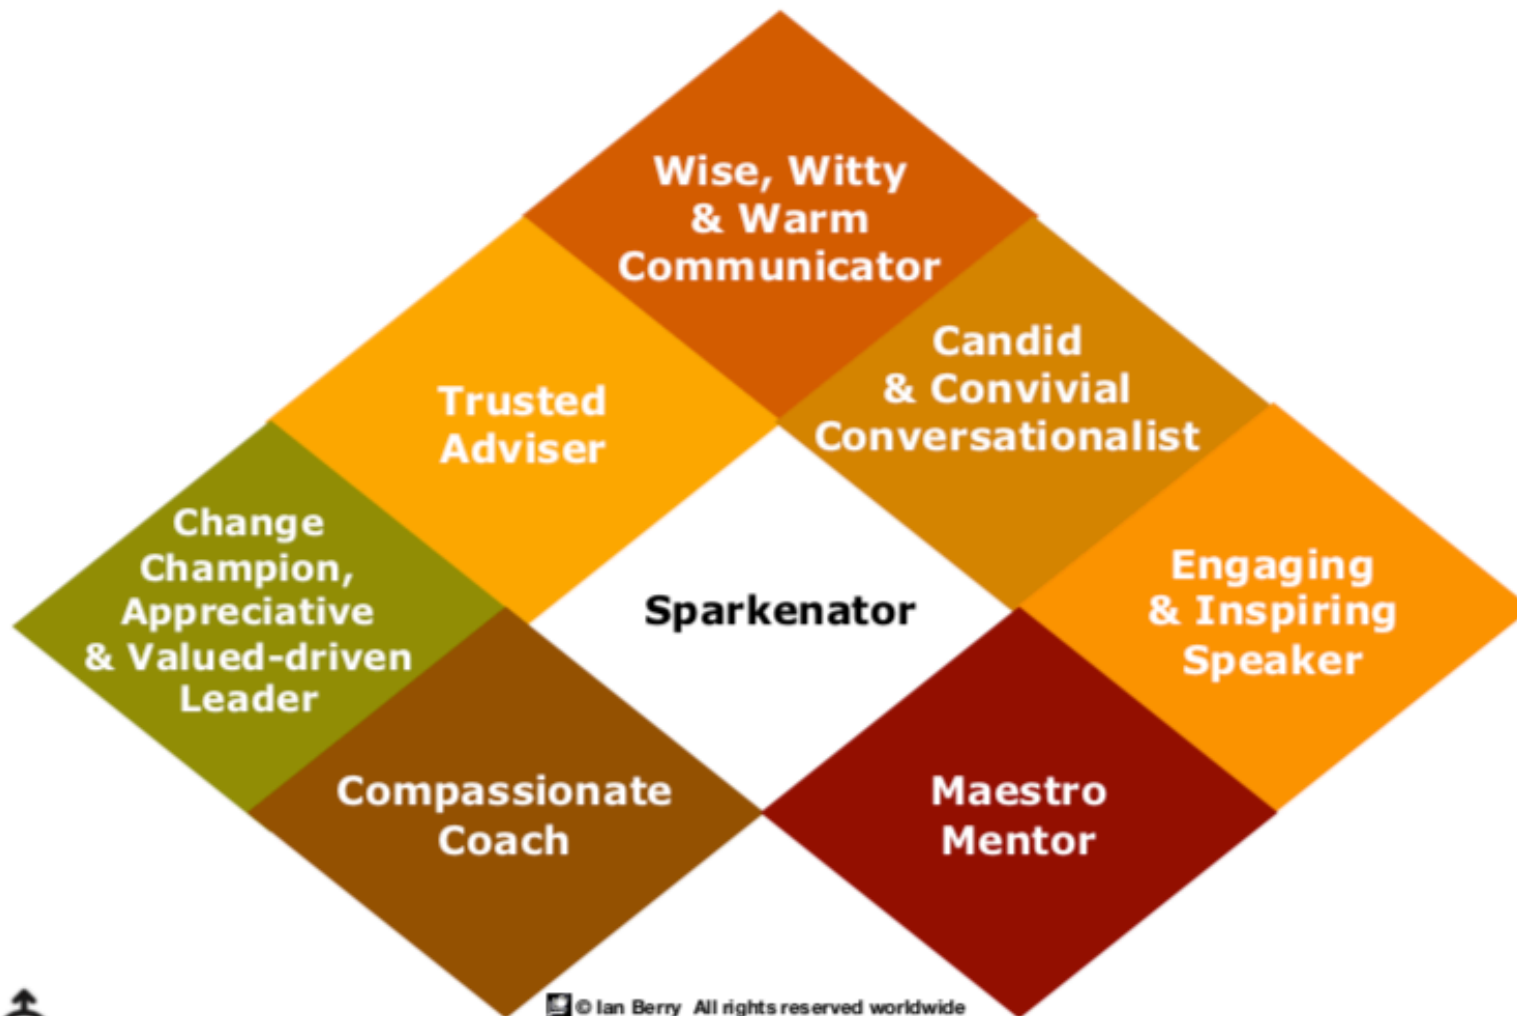 Wise, Witty
& Warm
Communicator
Trusted
Adviser
Candid
& Convivial
Conversationalist
Change
Champion,
Appreciative
& Valued-driven
Leader
Sparkenator
Engaging
& Inspiring
Speaker
Compassionate
Coach
Maestro
Mentor
© Ian Berry All rights reserved worldwide